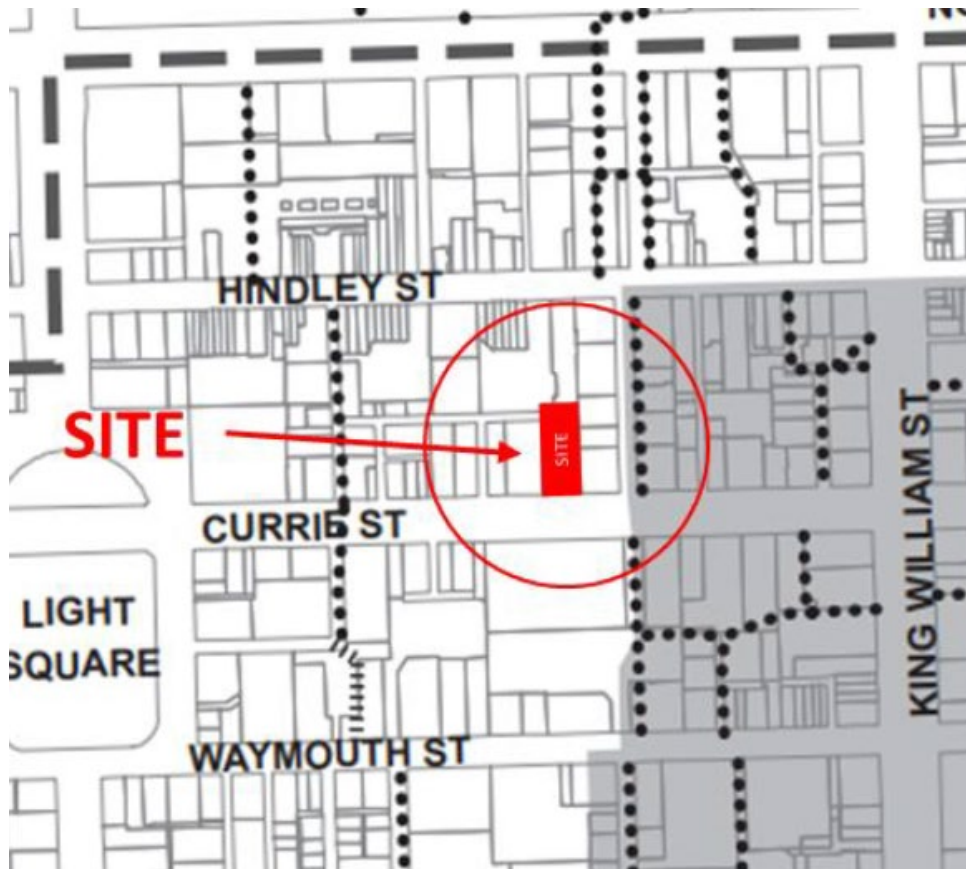 HINDLEY ST
SITE
SITE
CURRIE ST
LIGHT
SQUARE
KING WILLIAM ST
WAYMOUTH ST